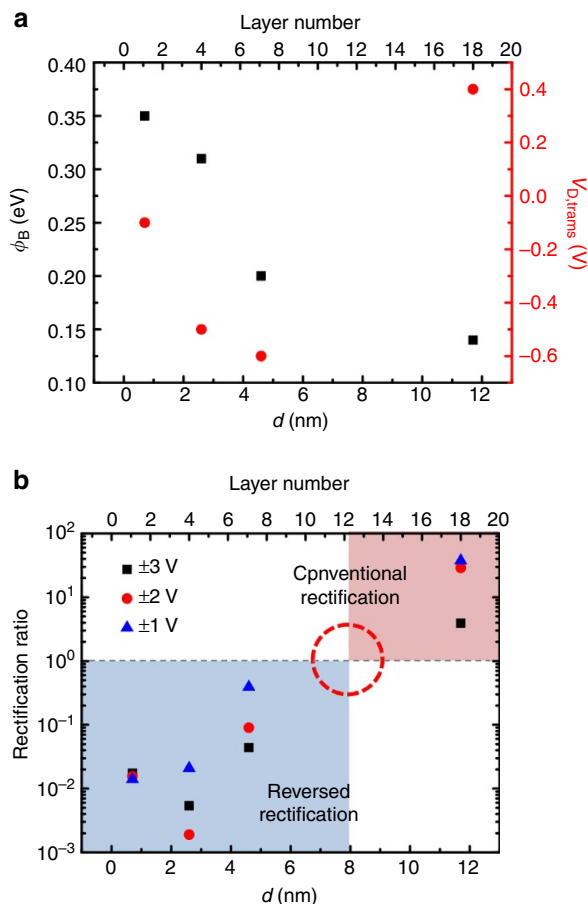 a
Layer number
0 2 4 6 8 10 12 14 16 18 20
0.40
0.35
0.30
0.25
0.20
0.15
0.10
ϕB (eV)
0.4
0.2
0.0
−0.2
−0.4
−0.6
VD,trams (V)
0 2 4 6 8 10 12
d (nm)
b
Layer number
0 2 4 6 8 10 12 14 16 18 20
10²
10¹
10⁰
10⁻¹
10⁻²
10⁻³
Rectification ratio
±3 V
±2 V
±1 V
Cpnventional
rectification
Reversed
rectification
0 2 4 6 8 10 12
d (nm)